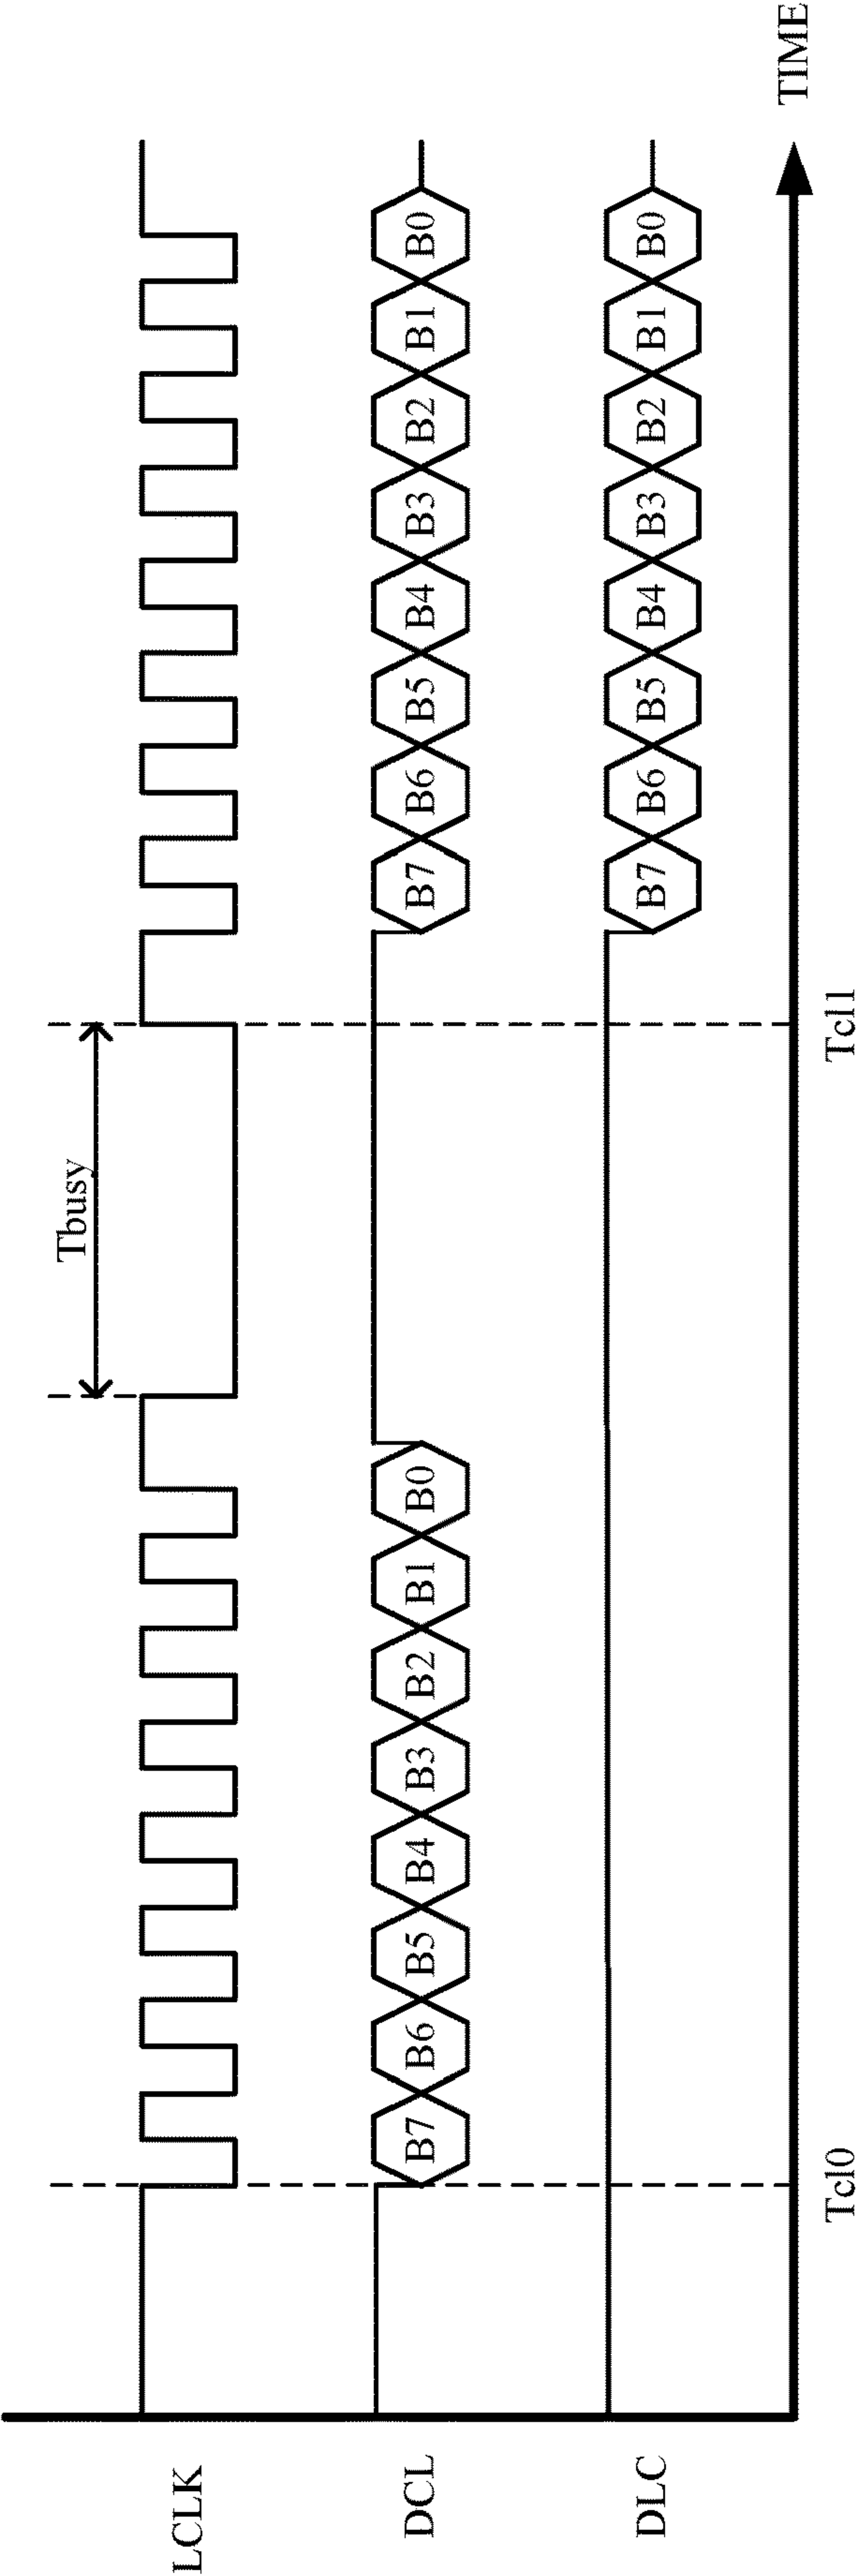 Tbusy
LCLK
DCL
B7 B6 B5 B4 B3 B2 B1 B0 B7 B6 B5 B4 B3 B2 B1 B0
DLC
B7 B6 B5 B4 B3 B2 B1 B0
TIME
Tcl0 Tcl1